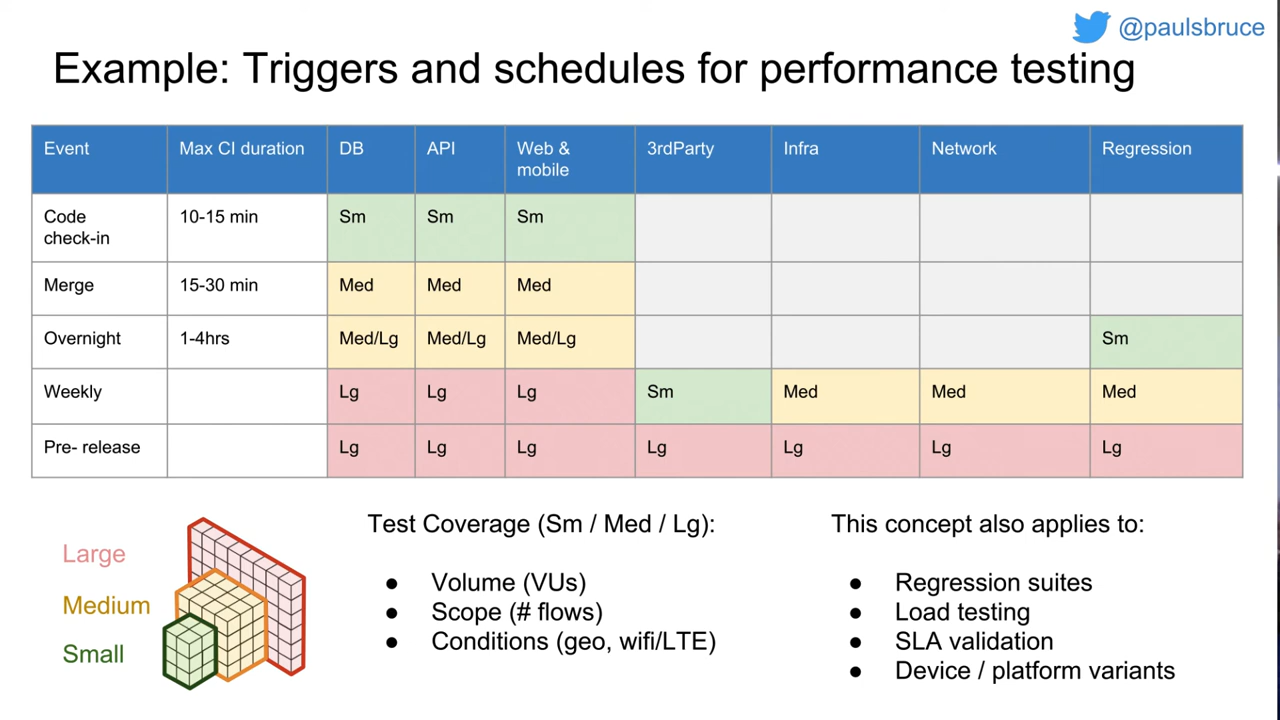 @paulsbruce
Example: Triggers and schedules for performance testing
Event Max CI duration DB API Web & mobile 3rdParty Infra Network Regression
Code check-in 10-15 min Sm Sm Sm
Merge 15-30 min Med Med Med
Overnight 1-4hrs Med/Lg Med/Lg Med/Lg Sm
Weekly Lg Lg Lg Sm Med Med Med
Pre- release Lg Lg Lg Lg Lg Lg Lg
Large
Medium
Small
Test Coverage (Sm / Med / Lg):
● Volume (VUs)
● Scope (# flows)
● Conditions (geo, wifi/LTE)
This concept also applies to:
● Regression suites
● Load testing
● SLA validation
● Device / platform variants